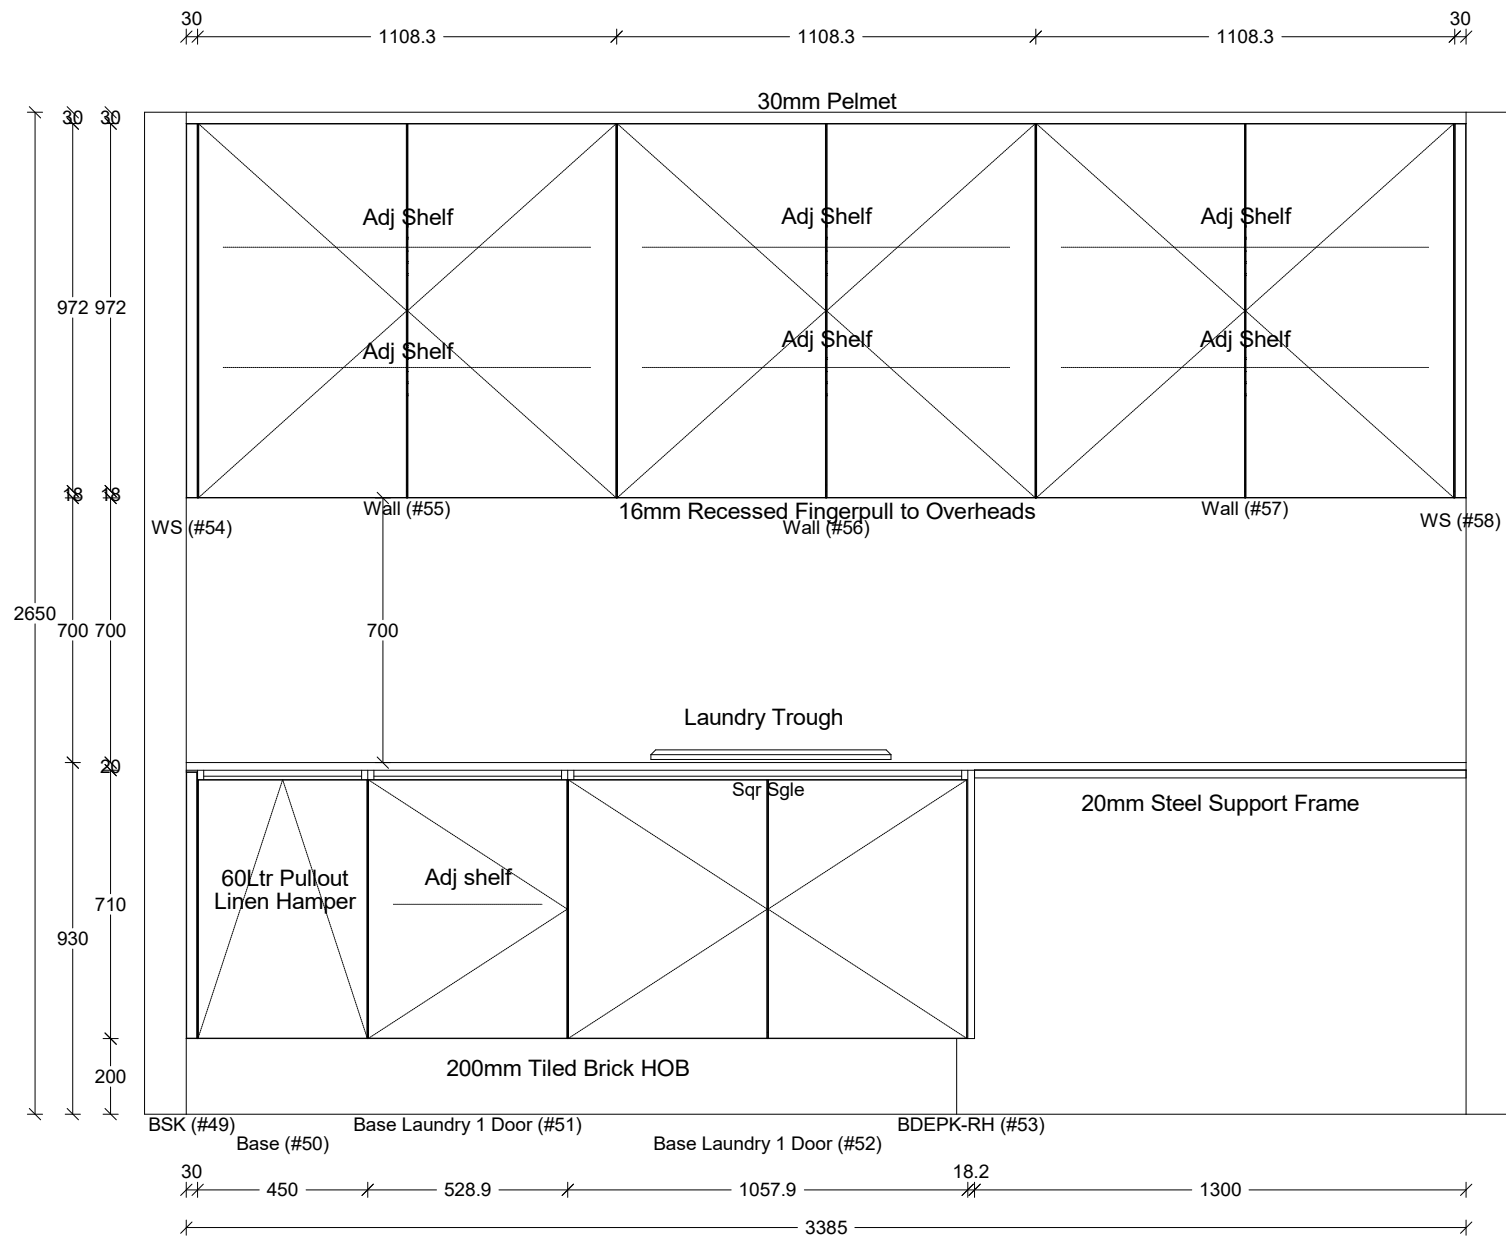 30
30
1108.3
1108.3
1108.3
30mm Pelmet
30
30
Adj Shelf
Adj Shelf
Adj Shelf
972
972
Adj Shelf
Adj Shelf
Adj Shelf
18
18
Wall (#55)
16mm Recessed Fingerpull to Overheads
Wall (#57)
WS (#54)
Wall (#56)
WS (#58)
2650
700
700
700
Laundry Trough
20
Sqr Sgle
20mm Steel Support Frame
60Ltr Pullout
Linen Hamper
Adj shelf
710
930
200mm Tiled Brick HOB
200
BSK (#49)
Base Laundry 1 Door (#51)
BDEPK-RH (#53)
Base (#50)
Base Laundry 1 Door (#52)
30
18.2
450
528.9
1057.9
1300
3385